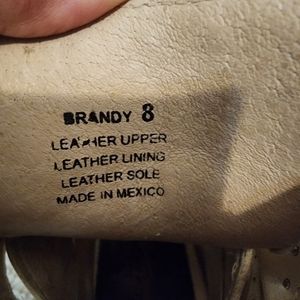 BRANDY 8
LEATHER UPPER
LEATHER LINING
LEATHER SOLE
MADE IN MEXICO